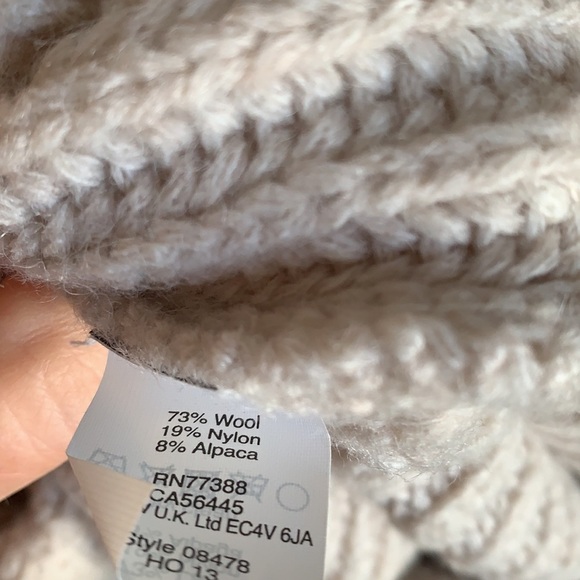 73% Wool
19% Nylon
8% Alpaca
RN77388
CA56445
U.K. Ltd EC4V 6JA
Style 08478
HO 13